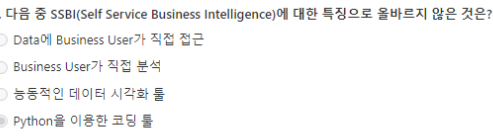 . 다음 중 SSBI(Self Service Business Intelligence)에 대한 특징으로 올바르지 않은 것은?
Data에 Business User가 직접 접근
Business User가 직접 분석
능동적인 데이터 시각화 툴
Python을 이용한 코딩 툴